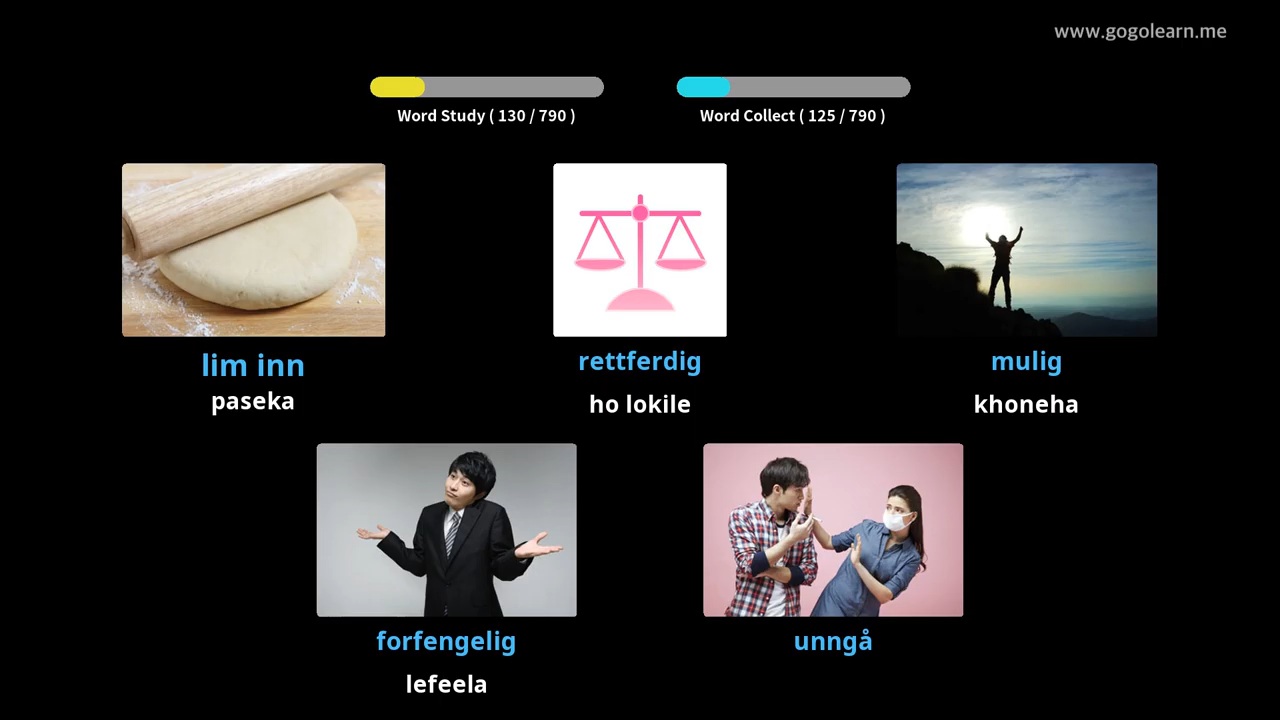 www.gogolearn.me
Word Study ( 130 / 790 )
Word Collect ( 125 / 790 )
lim inn
paseka
rettferdig
ho lokile
mulig
khoneha
forfengelig
lefeela
unngå